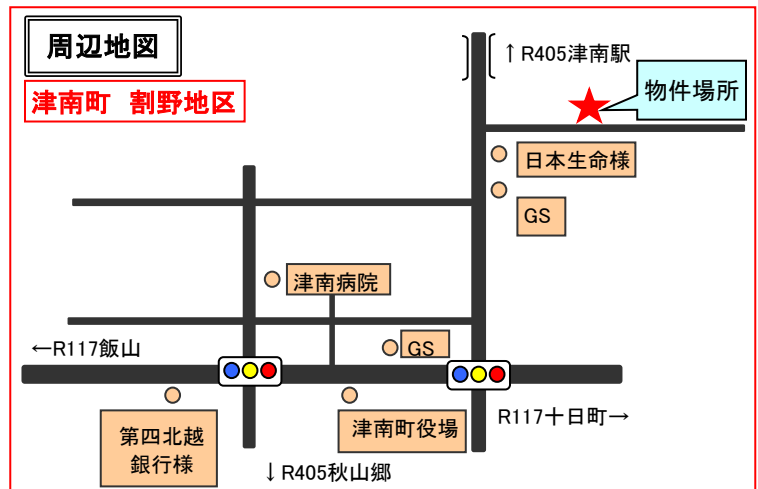 周辺地図
津南町 割野地区
↑R405津南駅
物件場所
日本生命様
GS
津南病院
GS
←R117飯山
R117十日町→
津南町役場
第四北越
銀行様
↓R405秋山郷